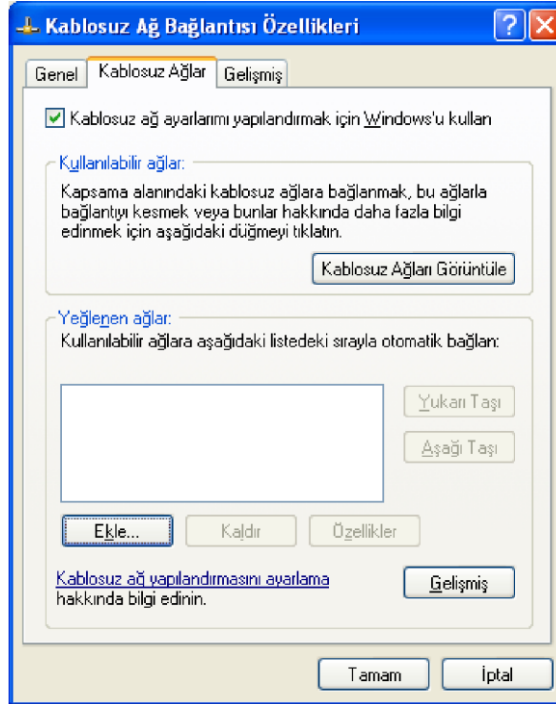 Kablosuz Ağ Bağlantısı Özellikleri
Genel
Kablosuz Ağlar
Gelişmiş
Kablosuz ağ ayarlarımı yapılandırmak için Windows'u kullan
Kullanılabilir ağlar:
Kapsama alanındaki kablosuz ağlara bağlanmak, bu ağlarla
bağlantıyı kesmek veya bunlar hakkında daha fazla bilgi
edinmek için aşağıdaki düğmeyi tıklatın.
Kablosuz Ağları Görüntüle
Yeğlenen ağlar:
Kullanılabilir ağlara aşağıdaki listedeki sırayla otomatik bağlan:
Yukarı Taşı
Aşağı Taşı
Ekle...
Kaldır
Özellikler
Kablosuz ağ yapılandırmasını ayarlama
hakkında bilgi edinin.
Gelişmiş
Tamam
İptal